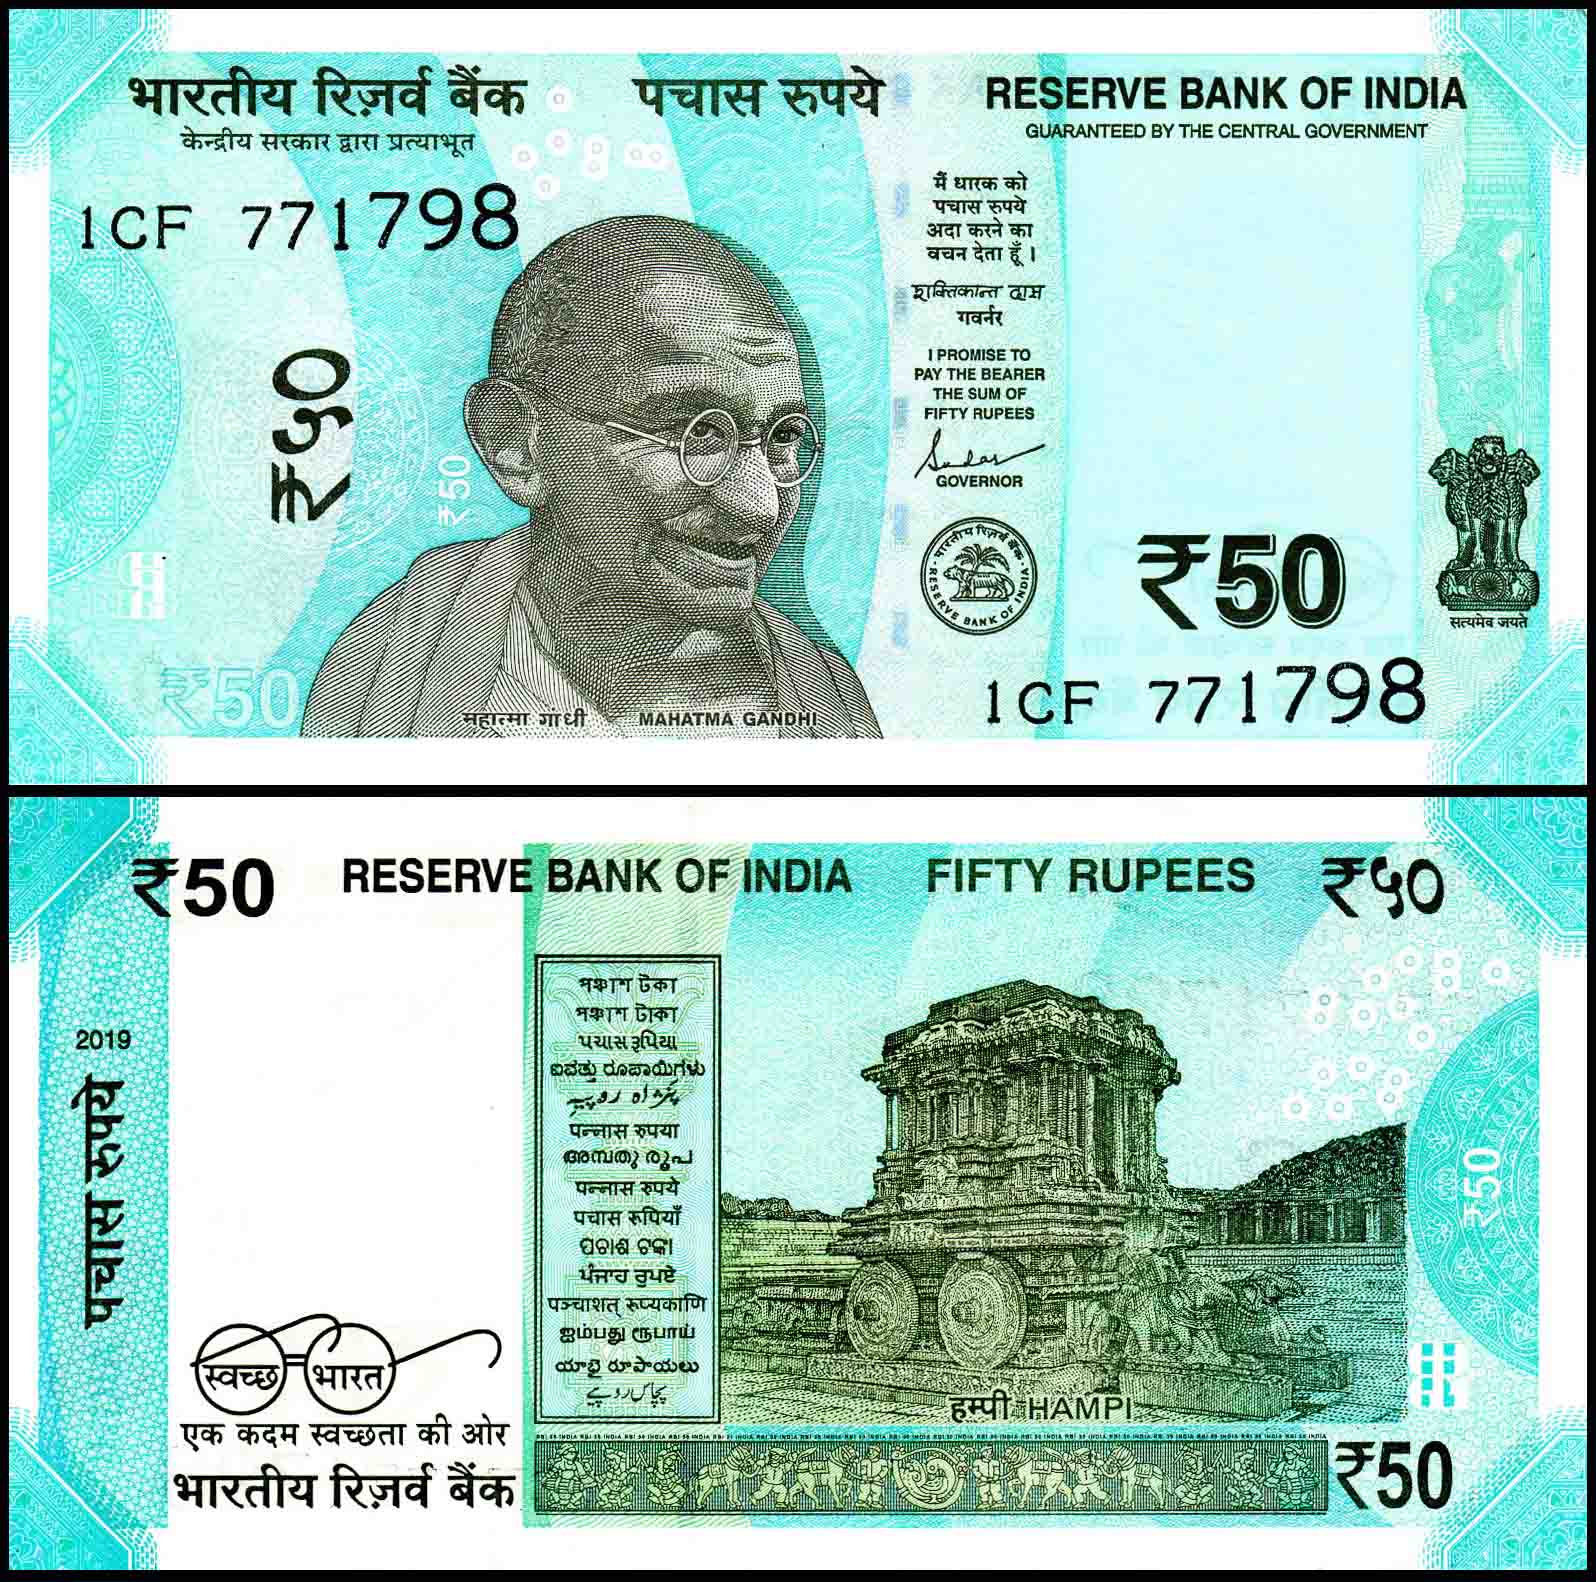 भारतीय रिज़र्व बैंक
केन्द्रीय सरकार द्वारा प्रत्याभूत
पचास रुपये
RESERVE BANK OF INDIA
GUARANTEED BY THE CENTRAL GOVERNMENT
1CF 771798
₹५०
₹50
₹50
महात्मा गांधी MAHATMA GANDHI
मैं धारक को
पचास रुपये
अदा करने का
वचन देता हूँ ।
शक्तिकान्त दास
गवर्नर
I PROMISE TO
PAY THE BEARER
THE SUM OF
FIFTY RUPEES
GOVERNOR
भारतीय रिज़र्व बैंक
RESERVE BANK OF INDIA
₹50
सत्यमेव जयते
1CF 771798
₹50
RESERVE BANK OF INDIA FIFTY RUPEES
₹५०
2019
पचास रुपये
পঞ্চাশ টকা
পঞ্চাশ টাকা
પચાસ રૂપિયા
ಐವತ್ತು ರೂಪಾಯಿಗಳು
پَنٛژاہ روپیہِ
पन्नास रुपया
അമ്പതു രൂപ
पन्नास रुपये
पचास रूपियाँ
ପଚାଶ ଟଙ୍କା
ਪੰਜਾਹ ਰੁਪਏ
पञ्चाशत् रूप्यकाणि
ஐம்பது ரூபாய்
యాభై రూపాయలు
پچاس روپے
₹50
हम्पी HAMPI
स्वच्छ भारत
एक कदम स्वच्छता की ओर
भारतीय रिज़र्व बैंक
₹50